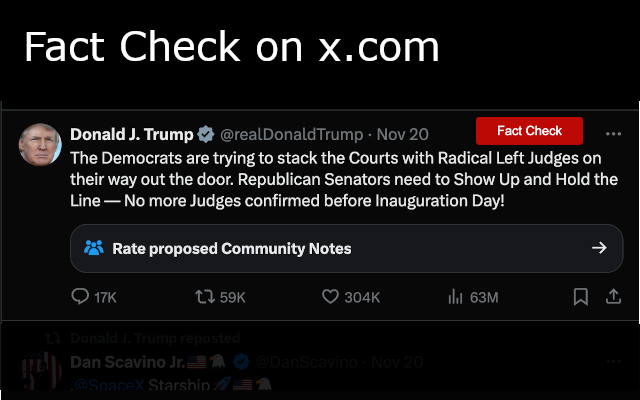 Fact Check on x.com
Donald J. Trump @realDonaldTrump · Nov 20 Fact Check ···
The Democrats are trying to stack the Courts with Radical Left Judges on
their way out the door. Republican Senators need to Show Up and Hold the
Line — No more Judges confirmed before Inauguration Day!
Rate proposed Community Notes →
17K 59K 304K 63M
Donald J. Trump reposted
Dan Scavino Jr.🇺🇸🦅 @DanScavino · Nov 20 ···
.@SpaceX Starship🚀🇺🇸🦅